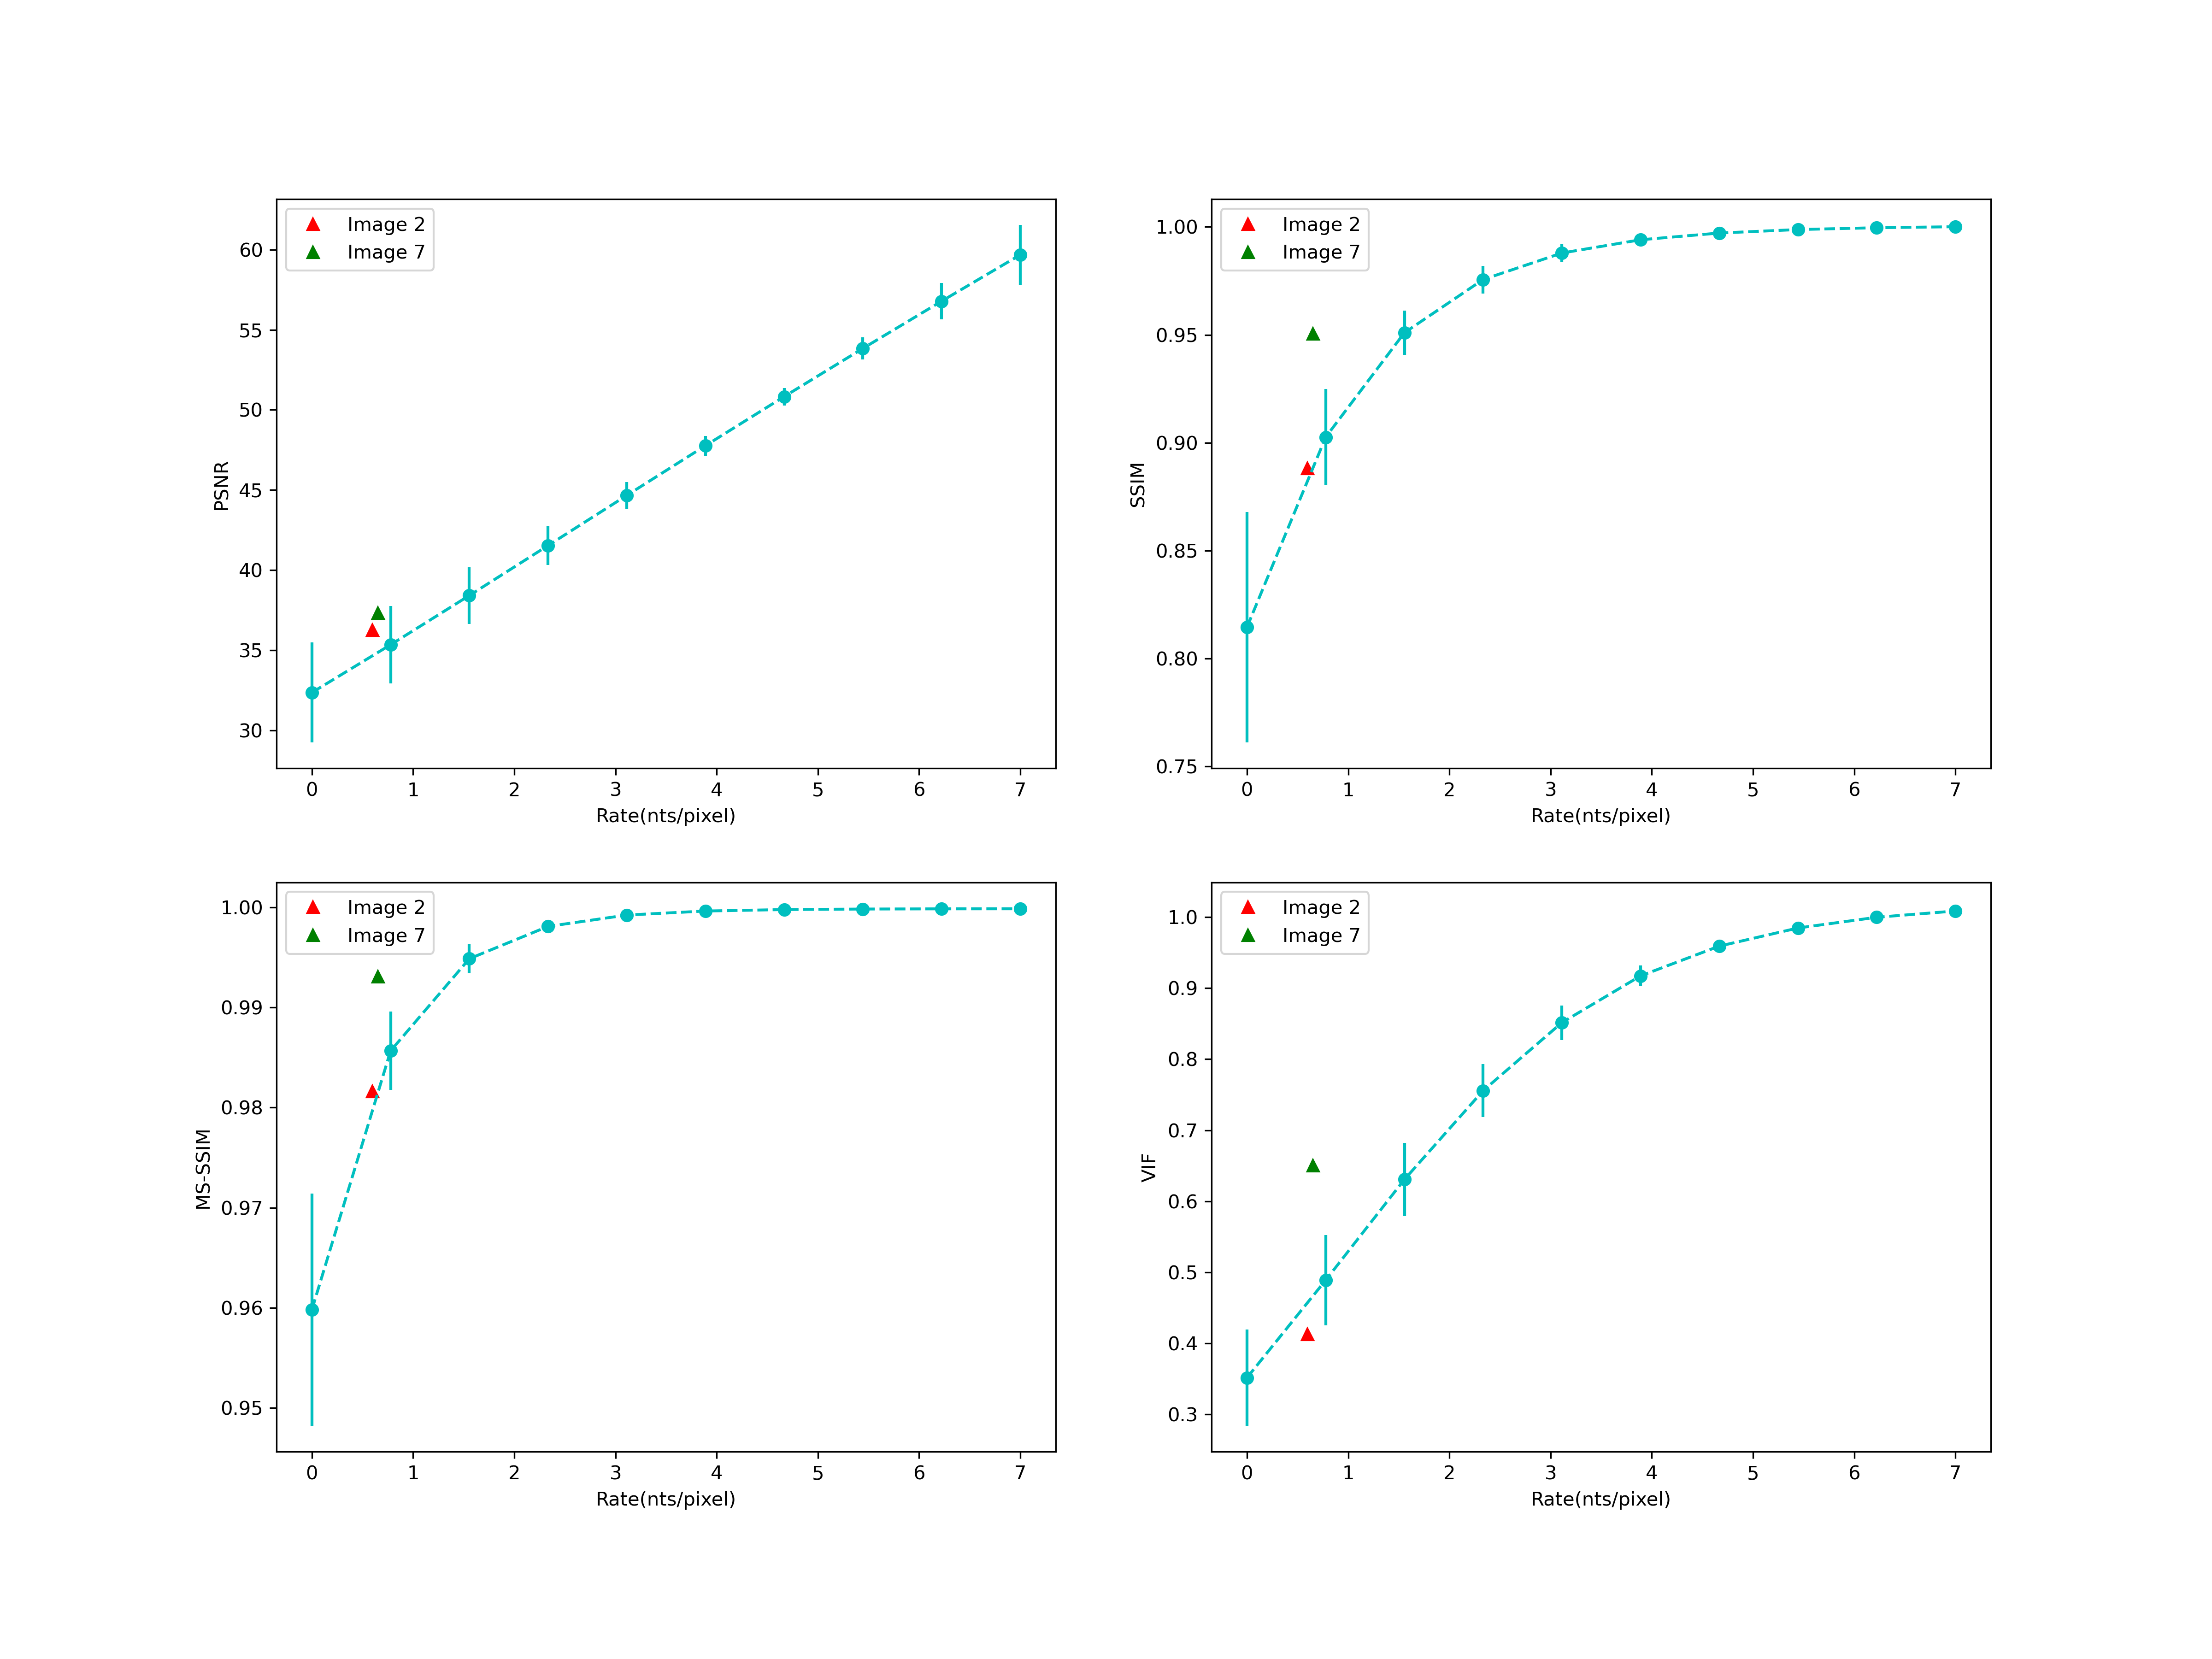 Image 2
Image 7
60
55
50
45
40
35
30
PSNR
0 1 2 3 4 5 6 7
Rate(nts/pixel)
Image 2
Image 7
1.00
0.95
0.90
0.85
0.80
0.75
SSIM
0 1 2 3 4 5 6 7
Rate(nts/pixel)
Image 2
Image 7
1.00
0.99
0.98
0.97
0.96
0.95
MS-SSIM
0 1 2 3 4 5 6 7
Rate(nts/pixel)
Image 2
Image 7
1.0
0.9
0.8
0.7
0.6
0.5
0.4
0.3
VIF
0 1 2 3 4 5 6 7
Rate(nts/pixel)